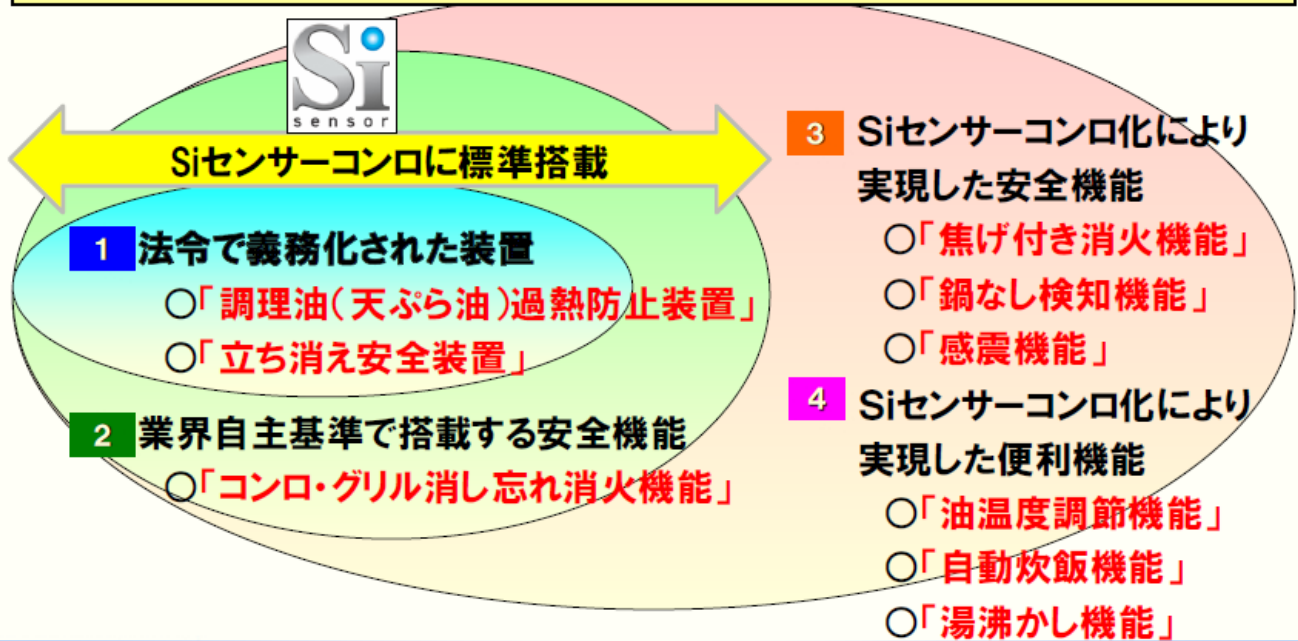 Si
sensor
Siセンサーコンロに標準搭載
1 法令で義務化された装置
○「調理油(天ぷら油)過熱防止装置」
○「立ち消え安全装置」
2 業界自主基準で搭載する安全機能
○「コンロ・グリル消し忘れ消火機能」
3 Siセンサーコンロ化により
実現した安全機能
○「焦げ付き消火機能」
○「鍋なし検知機能」
○「感震機能」
4 Siセンサーコンロ化により
実現した便利機能
○「油温度調節機能」
○「自動炊飯機能」
○「湯沸かし機能」